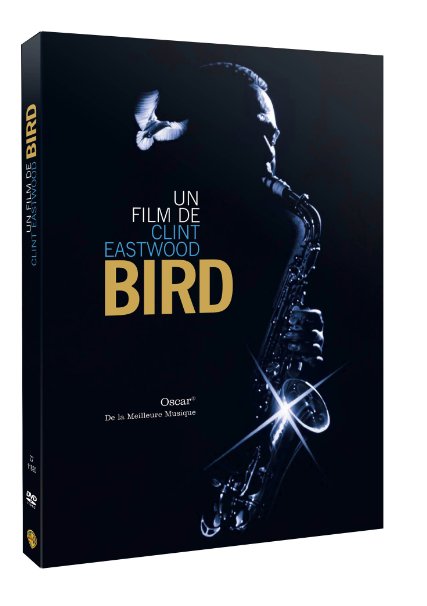 UN
FILM DE
CLINT
EASTWOOD
BIRD
Oscar®
De la Meilleure Musique
UN FILM DE
CLINT EASTWOOD
BIRD
DVD